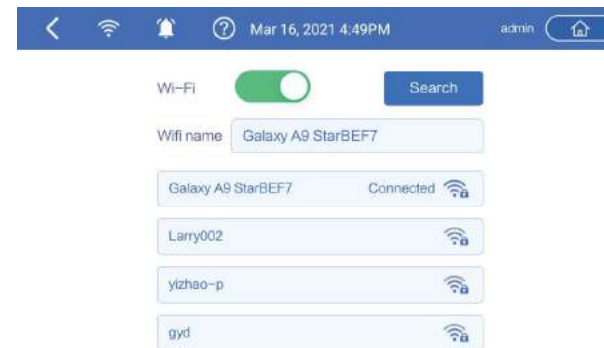 Mar 16, 2021 4:49PM admin
Wi-Fi Search
Wifi name Galaxy A9 StarBEF7
Galaxy A9 StarBEF7 Connected
Larry002
yizhao-p
gyd